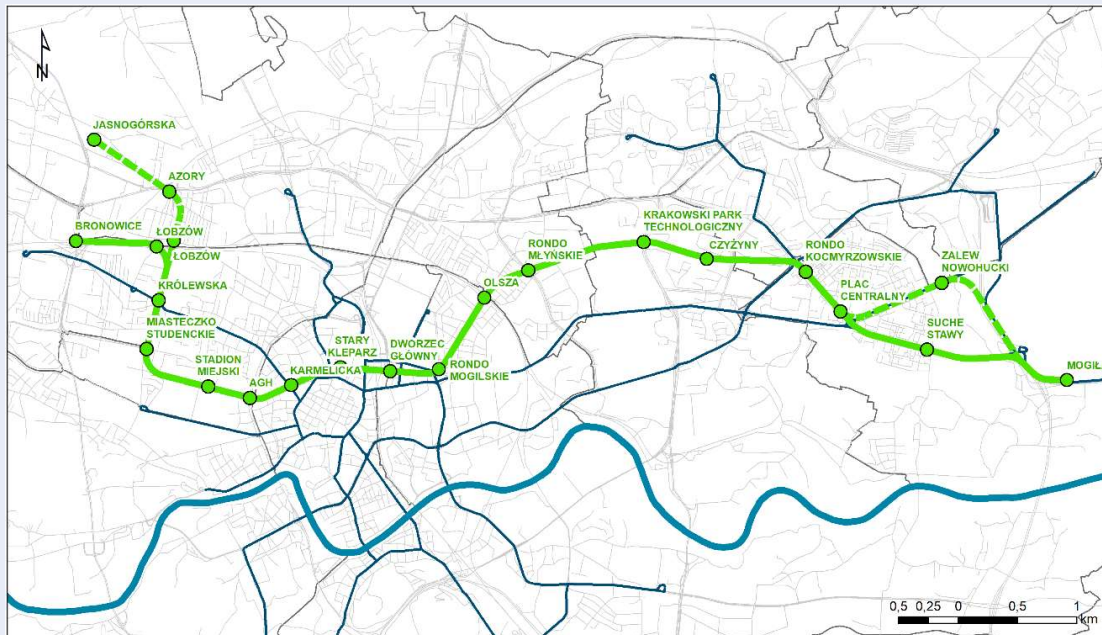 N
JASNOGÓRSKA
AZORY
BRONOWICE
ŁOBZÓW
ŁOBZÓW
KRÓLEWSKA
MIASTECZKO
STUDENCKIE
STADION
MIEJSKI
AGH
KARMELICKA
STARY
KLEPARZ
DWORZEC
GŁÓWNY
RONDO
MOGILSKIE
OLSZA
RONDO
MŁYŃSKIE
KRAKOWSKI PARK
TECHNOLOGICZNY
CZYŻYNY
RONDO
KOCMYRZOWSKIE
PLAC
CENTRALNY
ZALEW
NOWOHUCKI
SUCHE
STAWY
MOGIŁ
0,5 0,25 0 0,5 1
km